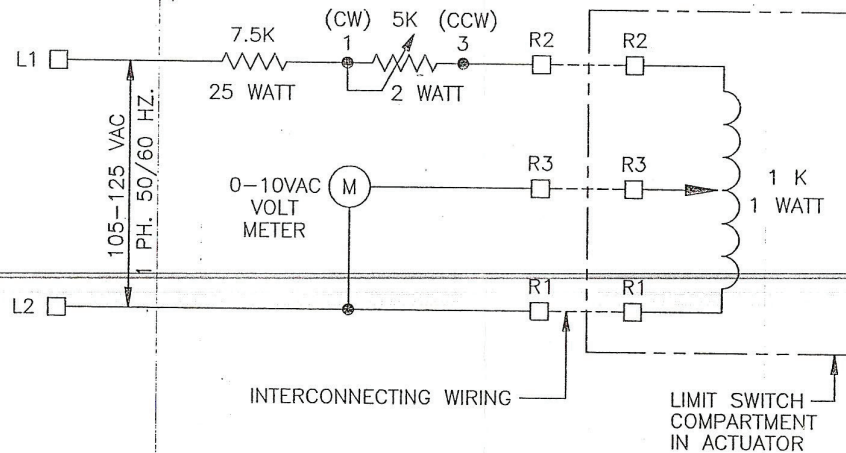 (CW) 5K (CCW)
7.5K 1 3 R2 R2
L1
25 WATT 2 WATT
105-125 VAC
1 PH. 50/60 HZ.
R3 R3
0-10VAC M 1 K
VOLT 1 WATT
METER
R1 R1
L2
INTERCONNECTING WIRING
LIMIT SWITCH
COMPARTMENT
IN ACTUATOR